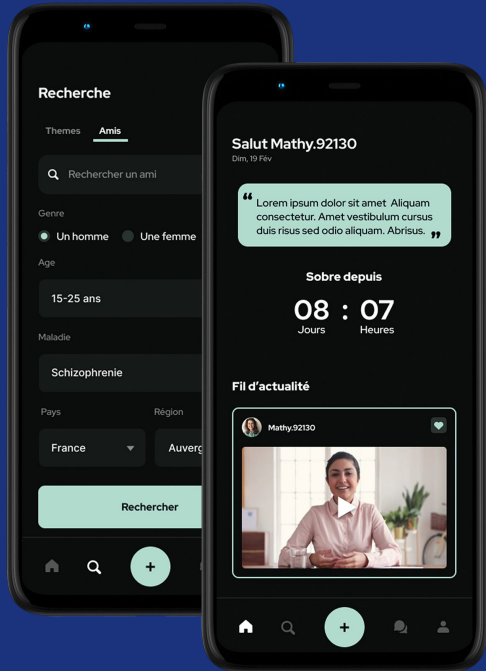 Recherche
Themes Amis
Rechercher un ami
Genre
Un homme Une femme
Age
15-25 ans
Maladie
Schizophrenie
Pays Région
France
Rechercher
Salut Mathy.92130
Dim, 19 Fév
“ Lorem ipsum dolor sit amet Aliquam
consectetur. Amet vestibulum cursus
duis risus sed odio aliquam. Abrisus. ”
Sobre depuis
08 : 07
Jours Heures
Fil d’actualité
Mathy.92130